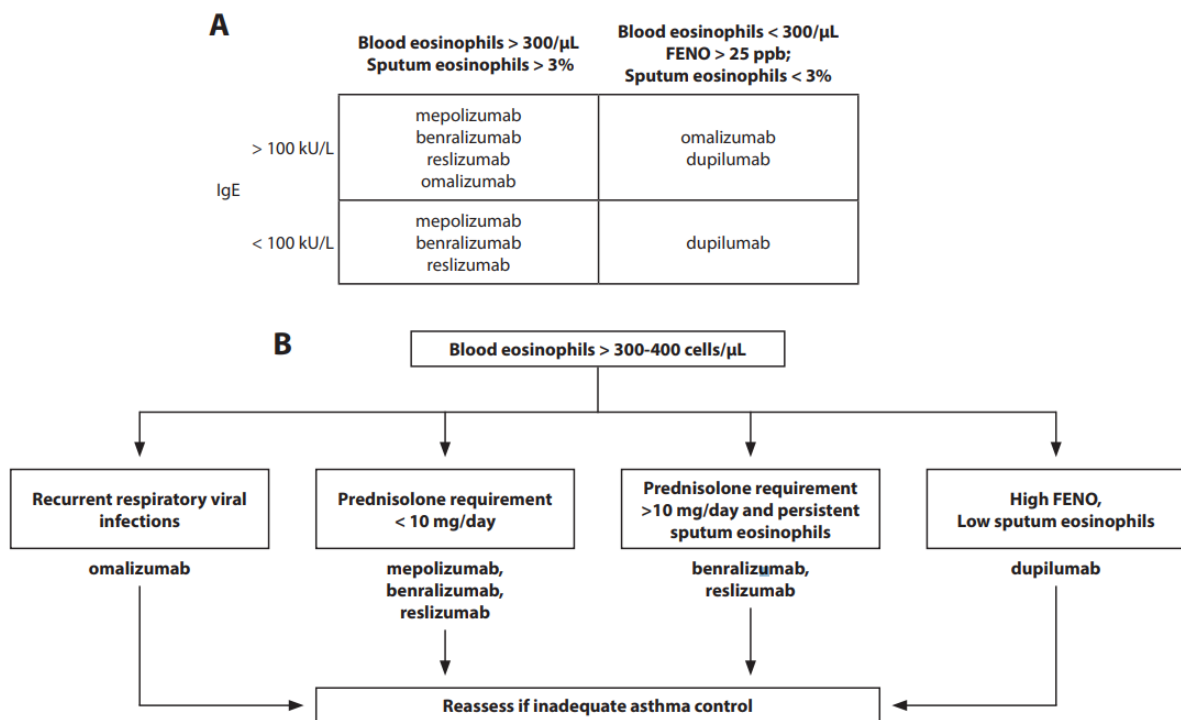 A
Blood eosinophils > 300/µL
Sputum eosinophils > 3%
Blood eosinophils < 300/µL
FENO > 25 ppb;
Sputum eosinophils < 3%
IgE
> 100 kU/L
mepolizumab
benralizumab
reslizumab
omalizumab
omalizumab
dupilumab
< 100 kU/L
mepolizumab
benralizumab
reslizumab
dupilumab
B
Blood eosinophils > 300-400 cells/µL
Recurrent respiratory viral
infections
omalizumab
Prednisolone requirement
< 10 mg/day
mepolizumab,
benralizumab,
reslizumab
Prednisolone requirement
>10 mg/day and persistent
sputum eosinophils
benralizumab,
reslizumab
High FENO,
Low sputum eosinophils
dupilumab
Reassess if inadequate asthma control